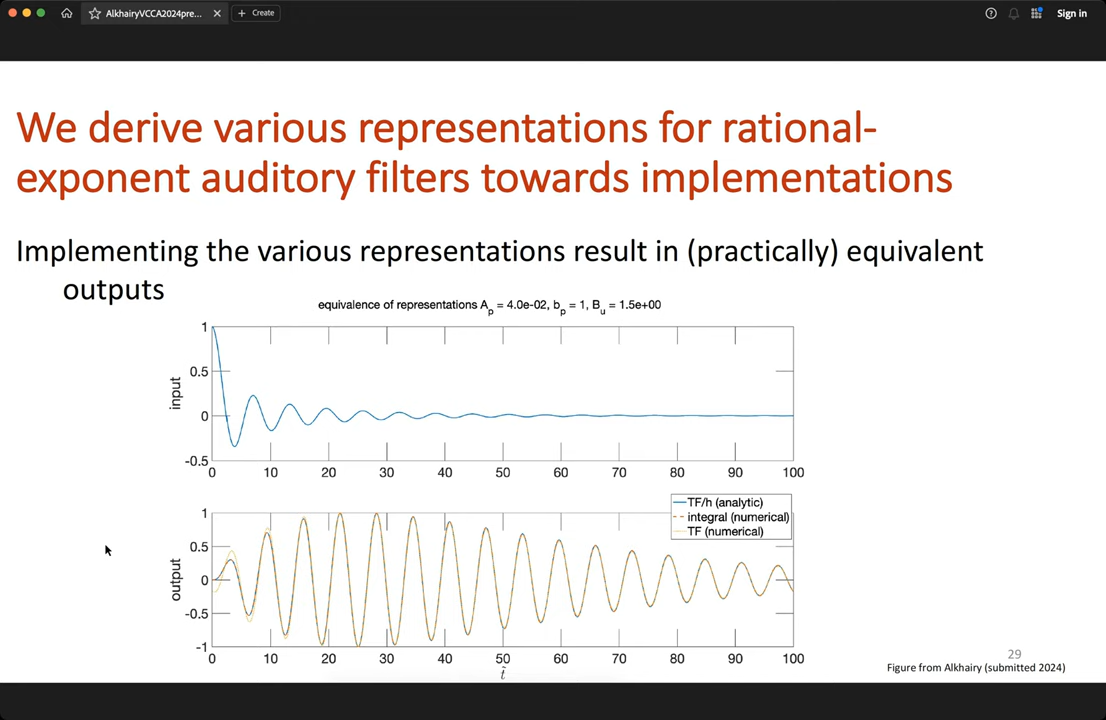 AlkhairyVCCA2024pre...
Create
Sign in
We derive various representations for rational-
exponent auditory filters towards implementations
Implementing the various representations result in (practically) equivalent
outputs
equivalence of representations A_p = 4.0e-02, b_p = 1, B_u = 1.5e+00
1
0.5
0
-0.5
input
0 10 20 30 40 50 60 70 80 90 100
TF/h (analytic)
integral (numerical)
TF (numerical)
1
0.5
0
-0.5
-1
output
0 10 20 30 40 50 60 70 80 90 100
t̃
29
Figure from Alkhairy (submitted 2024)